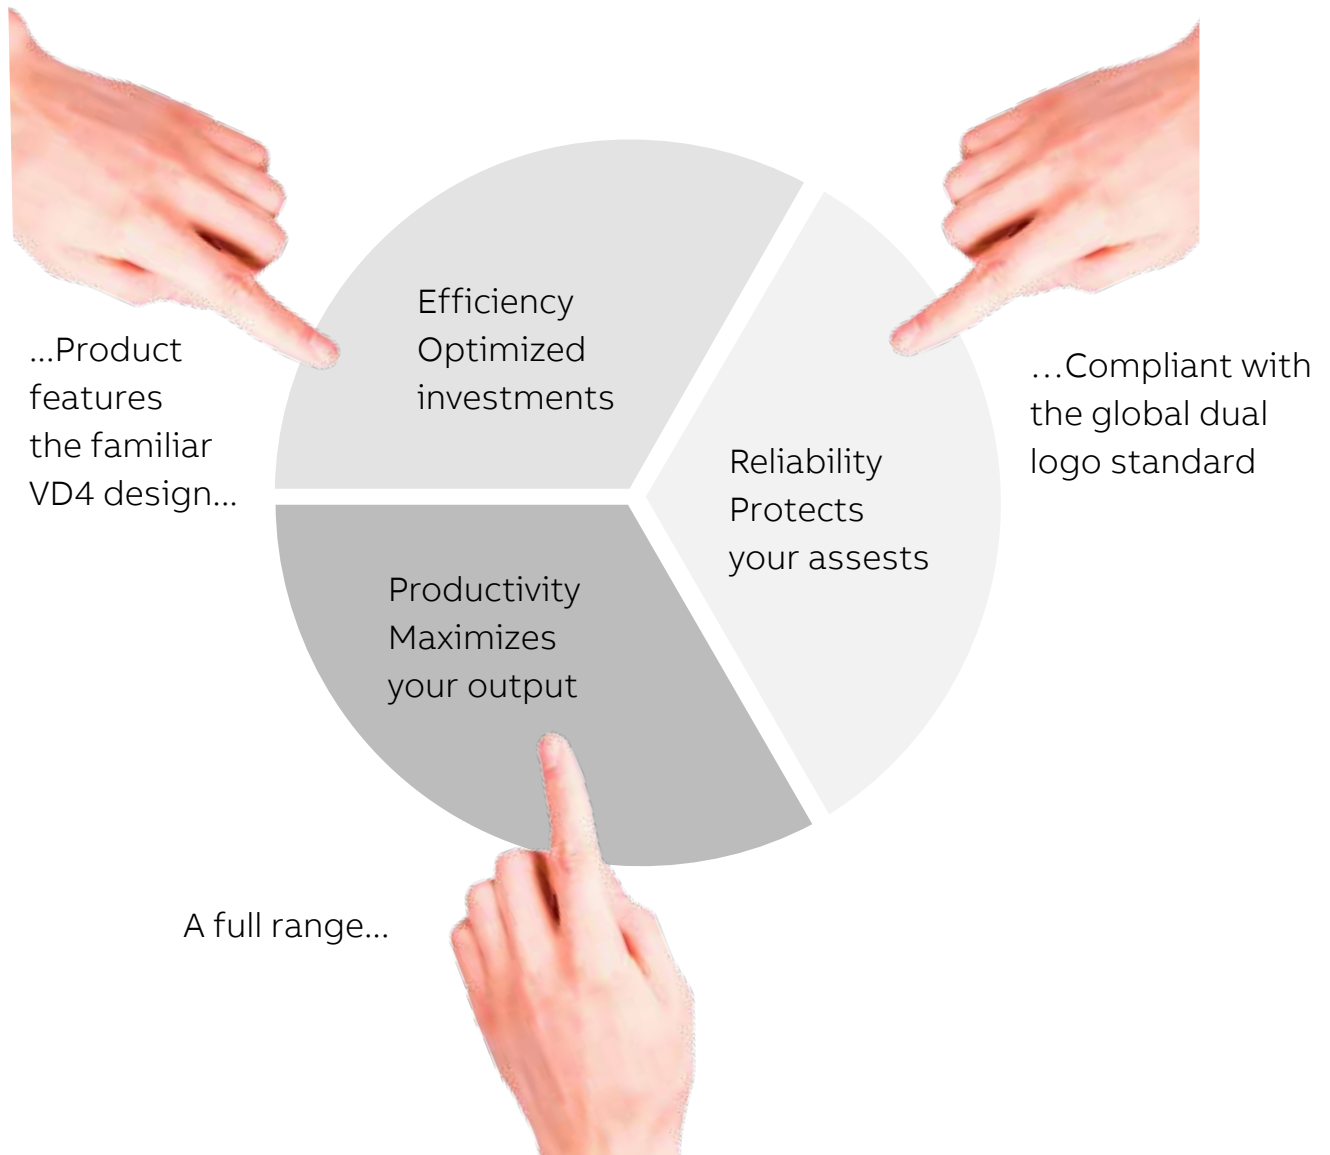 Efficiency
Optimized
investments
...Product
features
the familiar
VD4 design...
…Compliant with
the global dual
logo standard
Reliability
Protects
your assests
Productivity
Maximizes
your output
A full range...